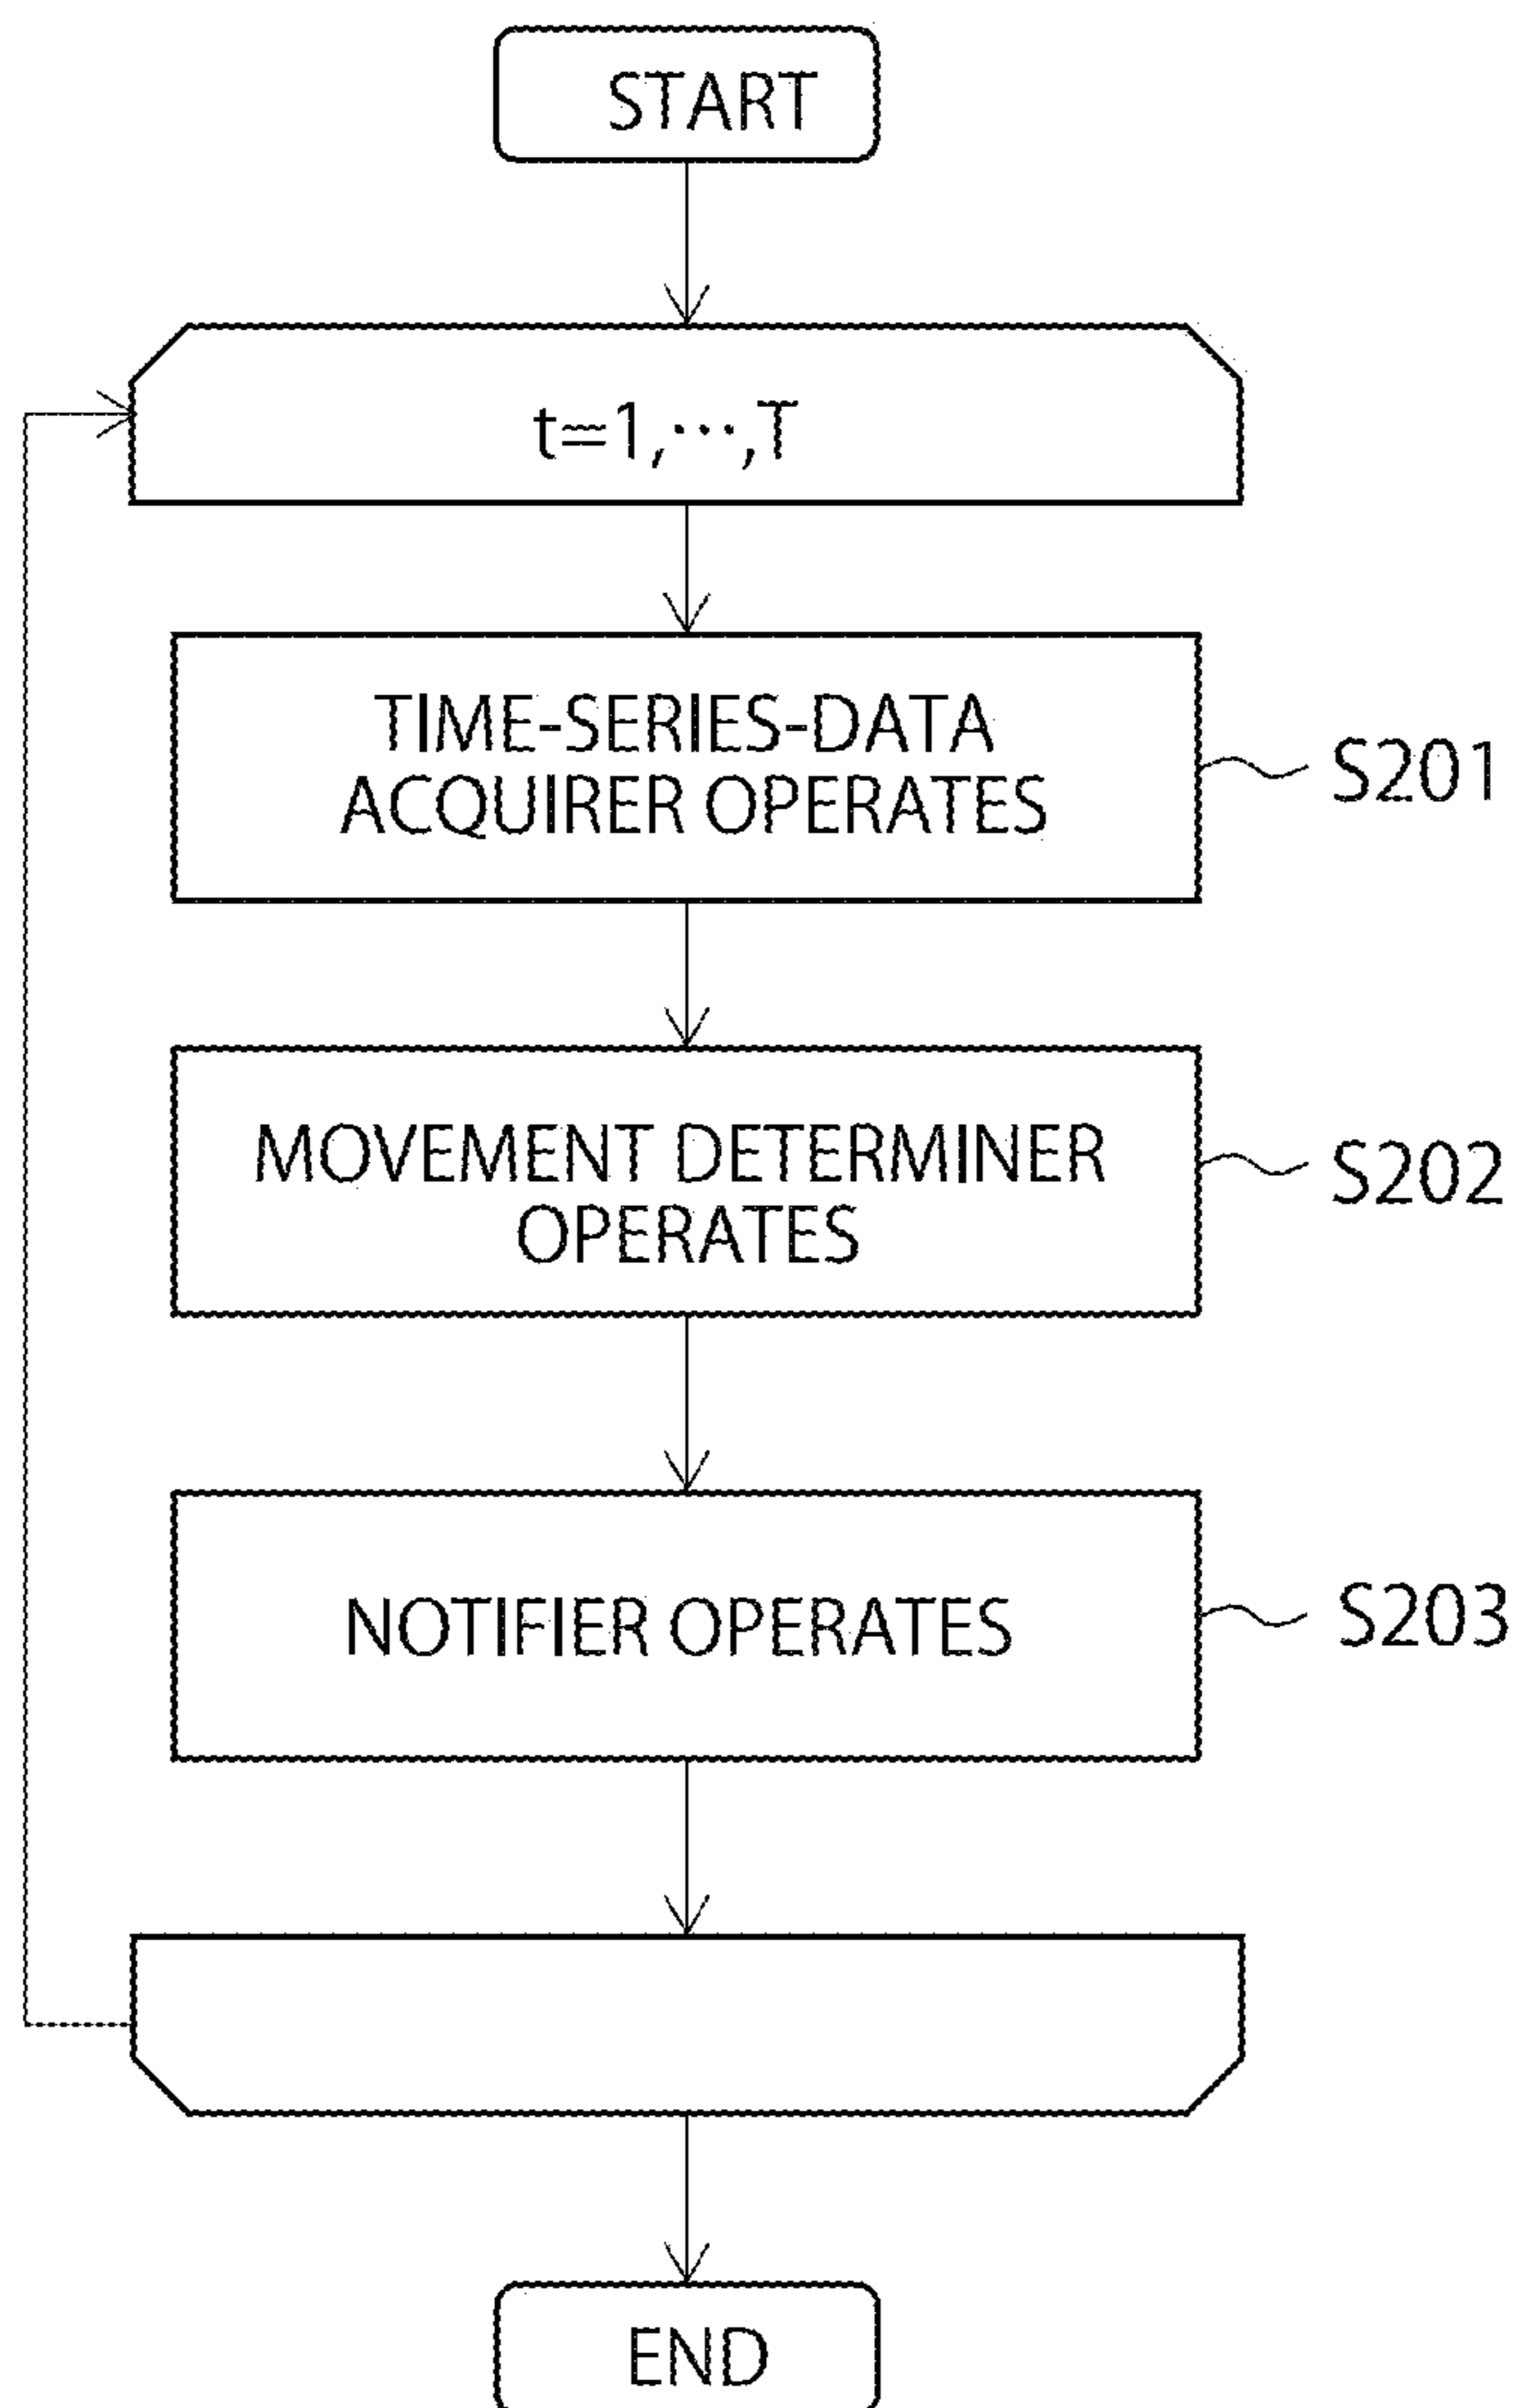 START
t=1,⋯,T
TIME-SERIES-DATA
ACQUIRER OPERATES
S201
MOVEMENT DETERMINER
OPERATES
S202
NOTIFIER OPERATES
S203
END